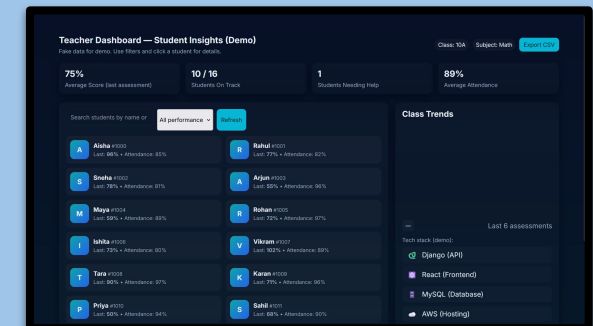 Teacher Dashboard — Student Insights (Demo)
Fake data for demo. Use filters and click a student for details.
Class: 10A
Subject: Math
Export CSV
75%
Average Score (last assessment)
10 / 16
Students On Track
1
Students Needing Help
89%
Average Attendance
Search students by name or
All performance
Refresh
A
Aisha #1000
Last: 96% • Attendance: 85%
R
Rahul #1001
Last: 77% • Attendance: 82%
S
Sneha #1002
Last: 78% • Attendance: 81%
A
Arjun #1003
Last: 55% • Attendance: 96%
M
Maya #1004
Last: 59% • Attendance: 88%
R
Rohan #1005
Last: 72% • Attendance: 97%
I
Ishita #1006
Last: 73% • Attendance: 90%
V
Vikram #1007
Last: 102% • Attendance: 89%
T
Tara #1008
Last: 90% • Attendance: 97%
K
Karan #1009
Last: 71% • Attendance: 96%
P
Priya #1010
Last: 50% • Attendance: 94%
S
Sahil #1011
Last: 68% • Attendance: 90%
Class Trends
—
Last 6 assessments
Tech stack (demo):
Django (API)
React (Frontend)
MySQL (Database)
AWS (Hosting)